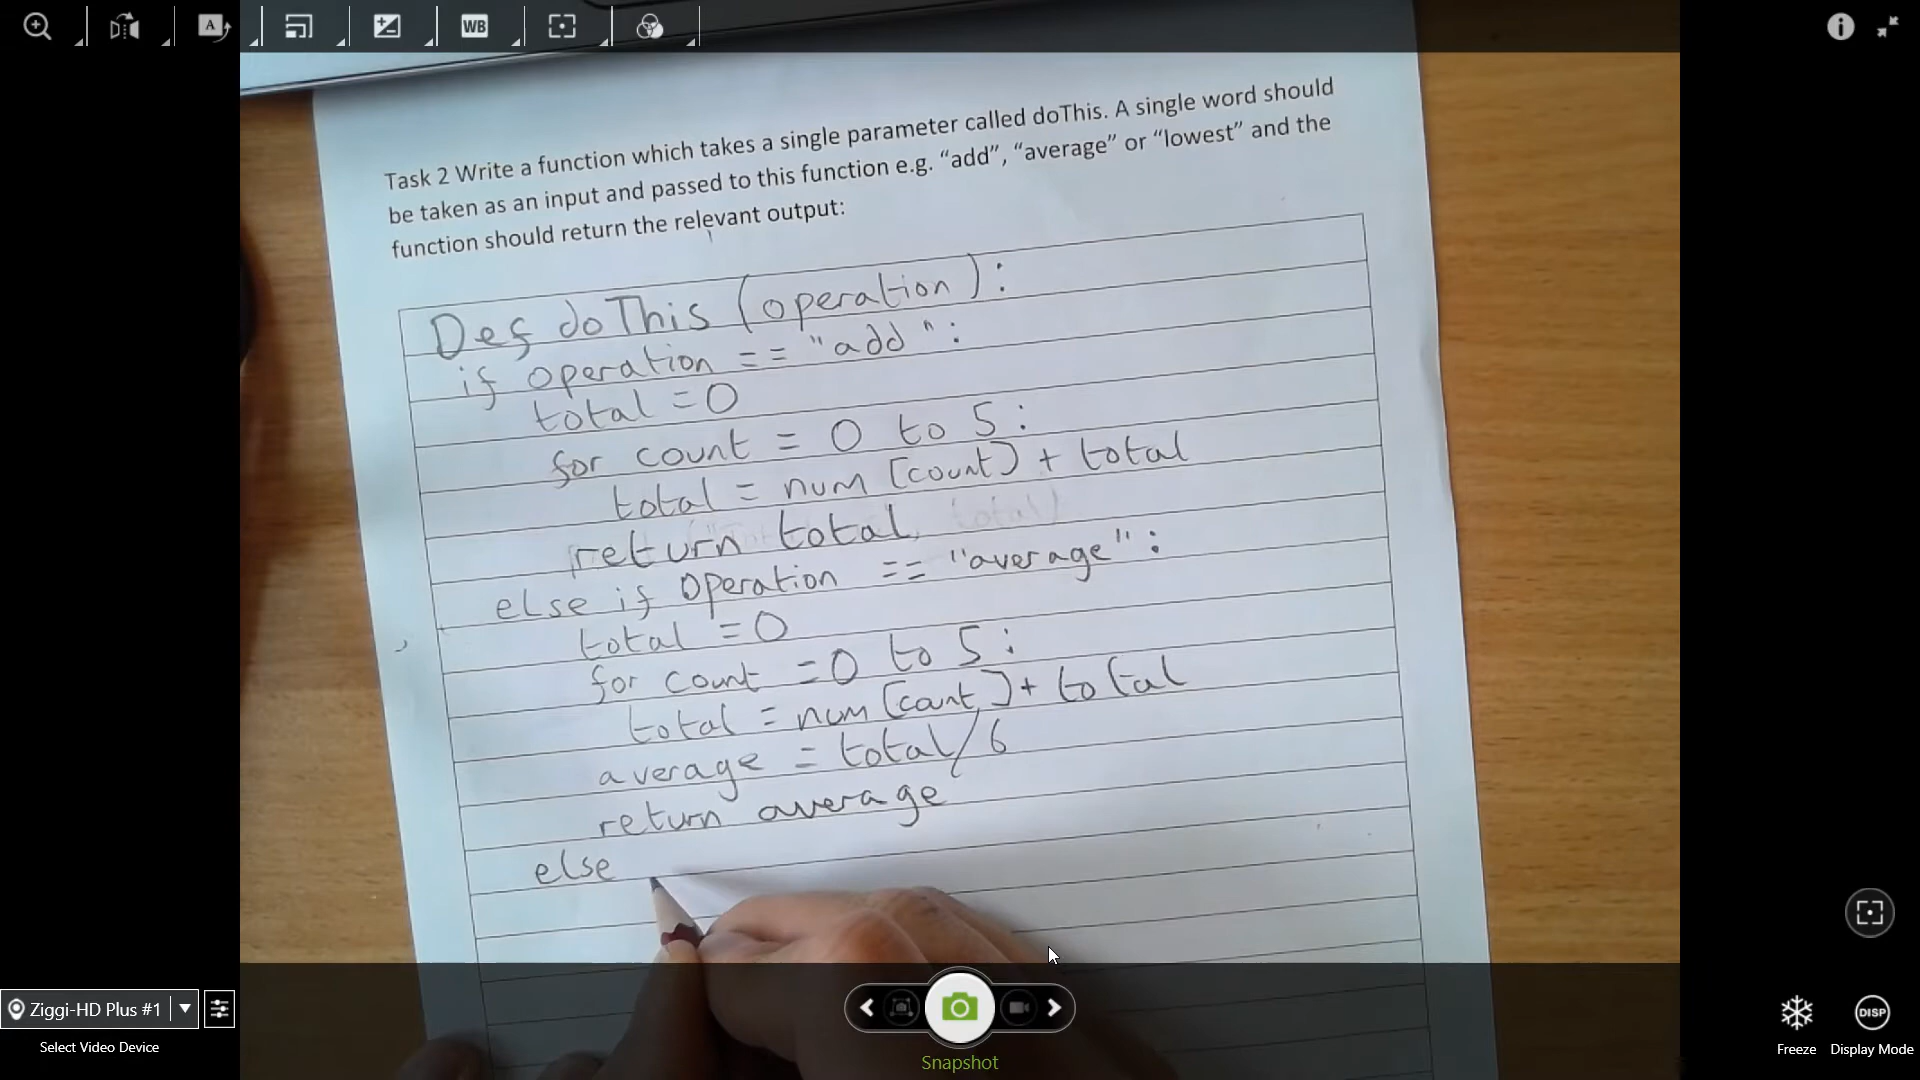 A
WB
Task 2 Write a function which takes a single parameter called doThis. A single word should
be taken as an input and passed to this function e.g. “add”, “average” or “lowest” and the
function should return the relevant output:
Def doThis (operation):
if operation == "add":
total = 0
for count = 0 to 5:
total = num [count] + total
return total
else if Operation == "average":
total = 0
for count = 0 to 5:
total = num [count] + total
average = total/6
return average
else
Ziggi-HD Plus #1
Select Video Device
Snapshot
Freeze
DISP
Display Mode